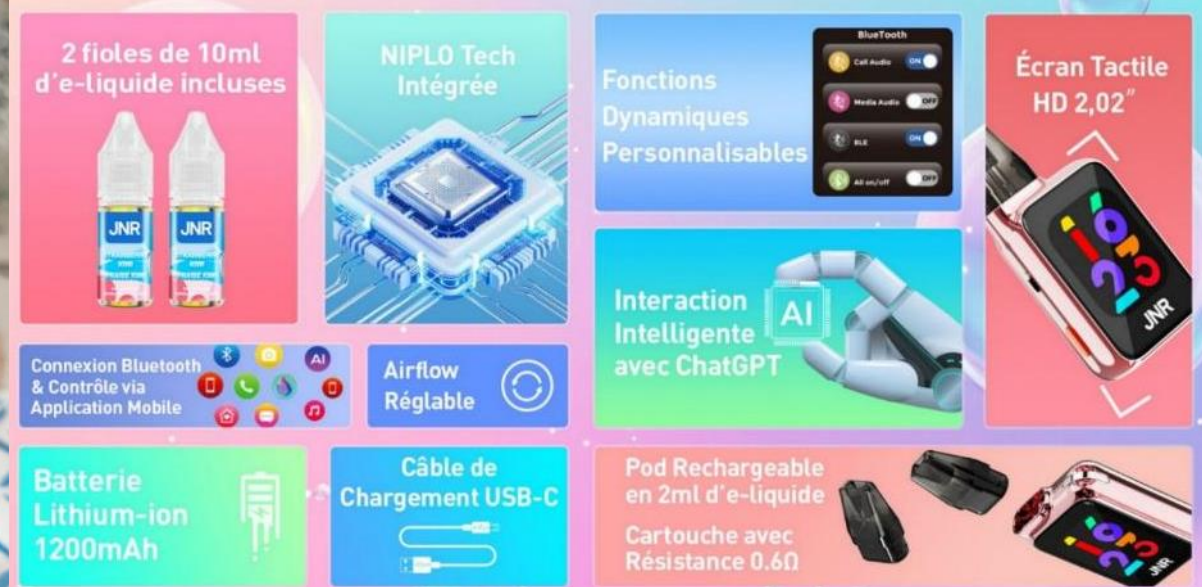 2 fioles de 10ml
d'e-liquide incluses
JNR
JNR
NIPLO Tech
Intégrée
Fonctions
Dynamiques
Personnalisables
BlueTooth
Call Audio
ON
Media Audio
OFF
BLE
ON
All on/off
OFF
Écran Tactile
HD 2,02"
JNR
Interaction
Intelligente
avec ChatGPT
AI
Connexion Bluetooth
& Contrôle via
Application Mobile
AI
Airflow
Réglable
Batterie
Lithium-ion
1200mAh
Câble de
Chargement USB-C
Pod Rechargeable
en 2ml d'e-liquide
Cartouche avec
Résistance 0.6Ω